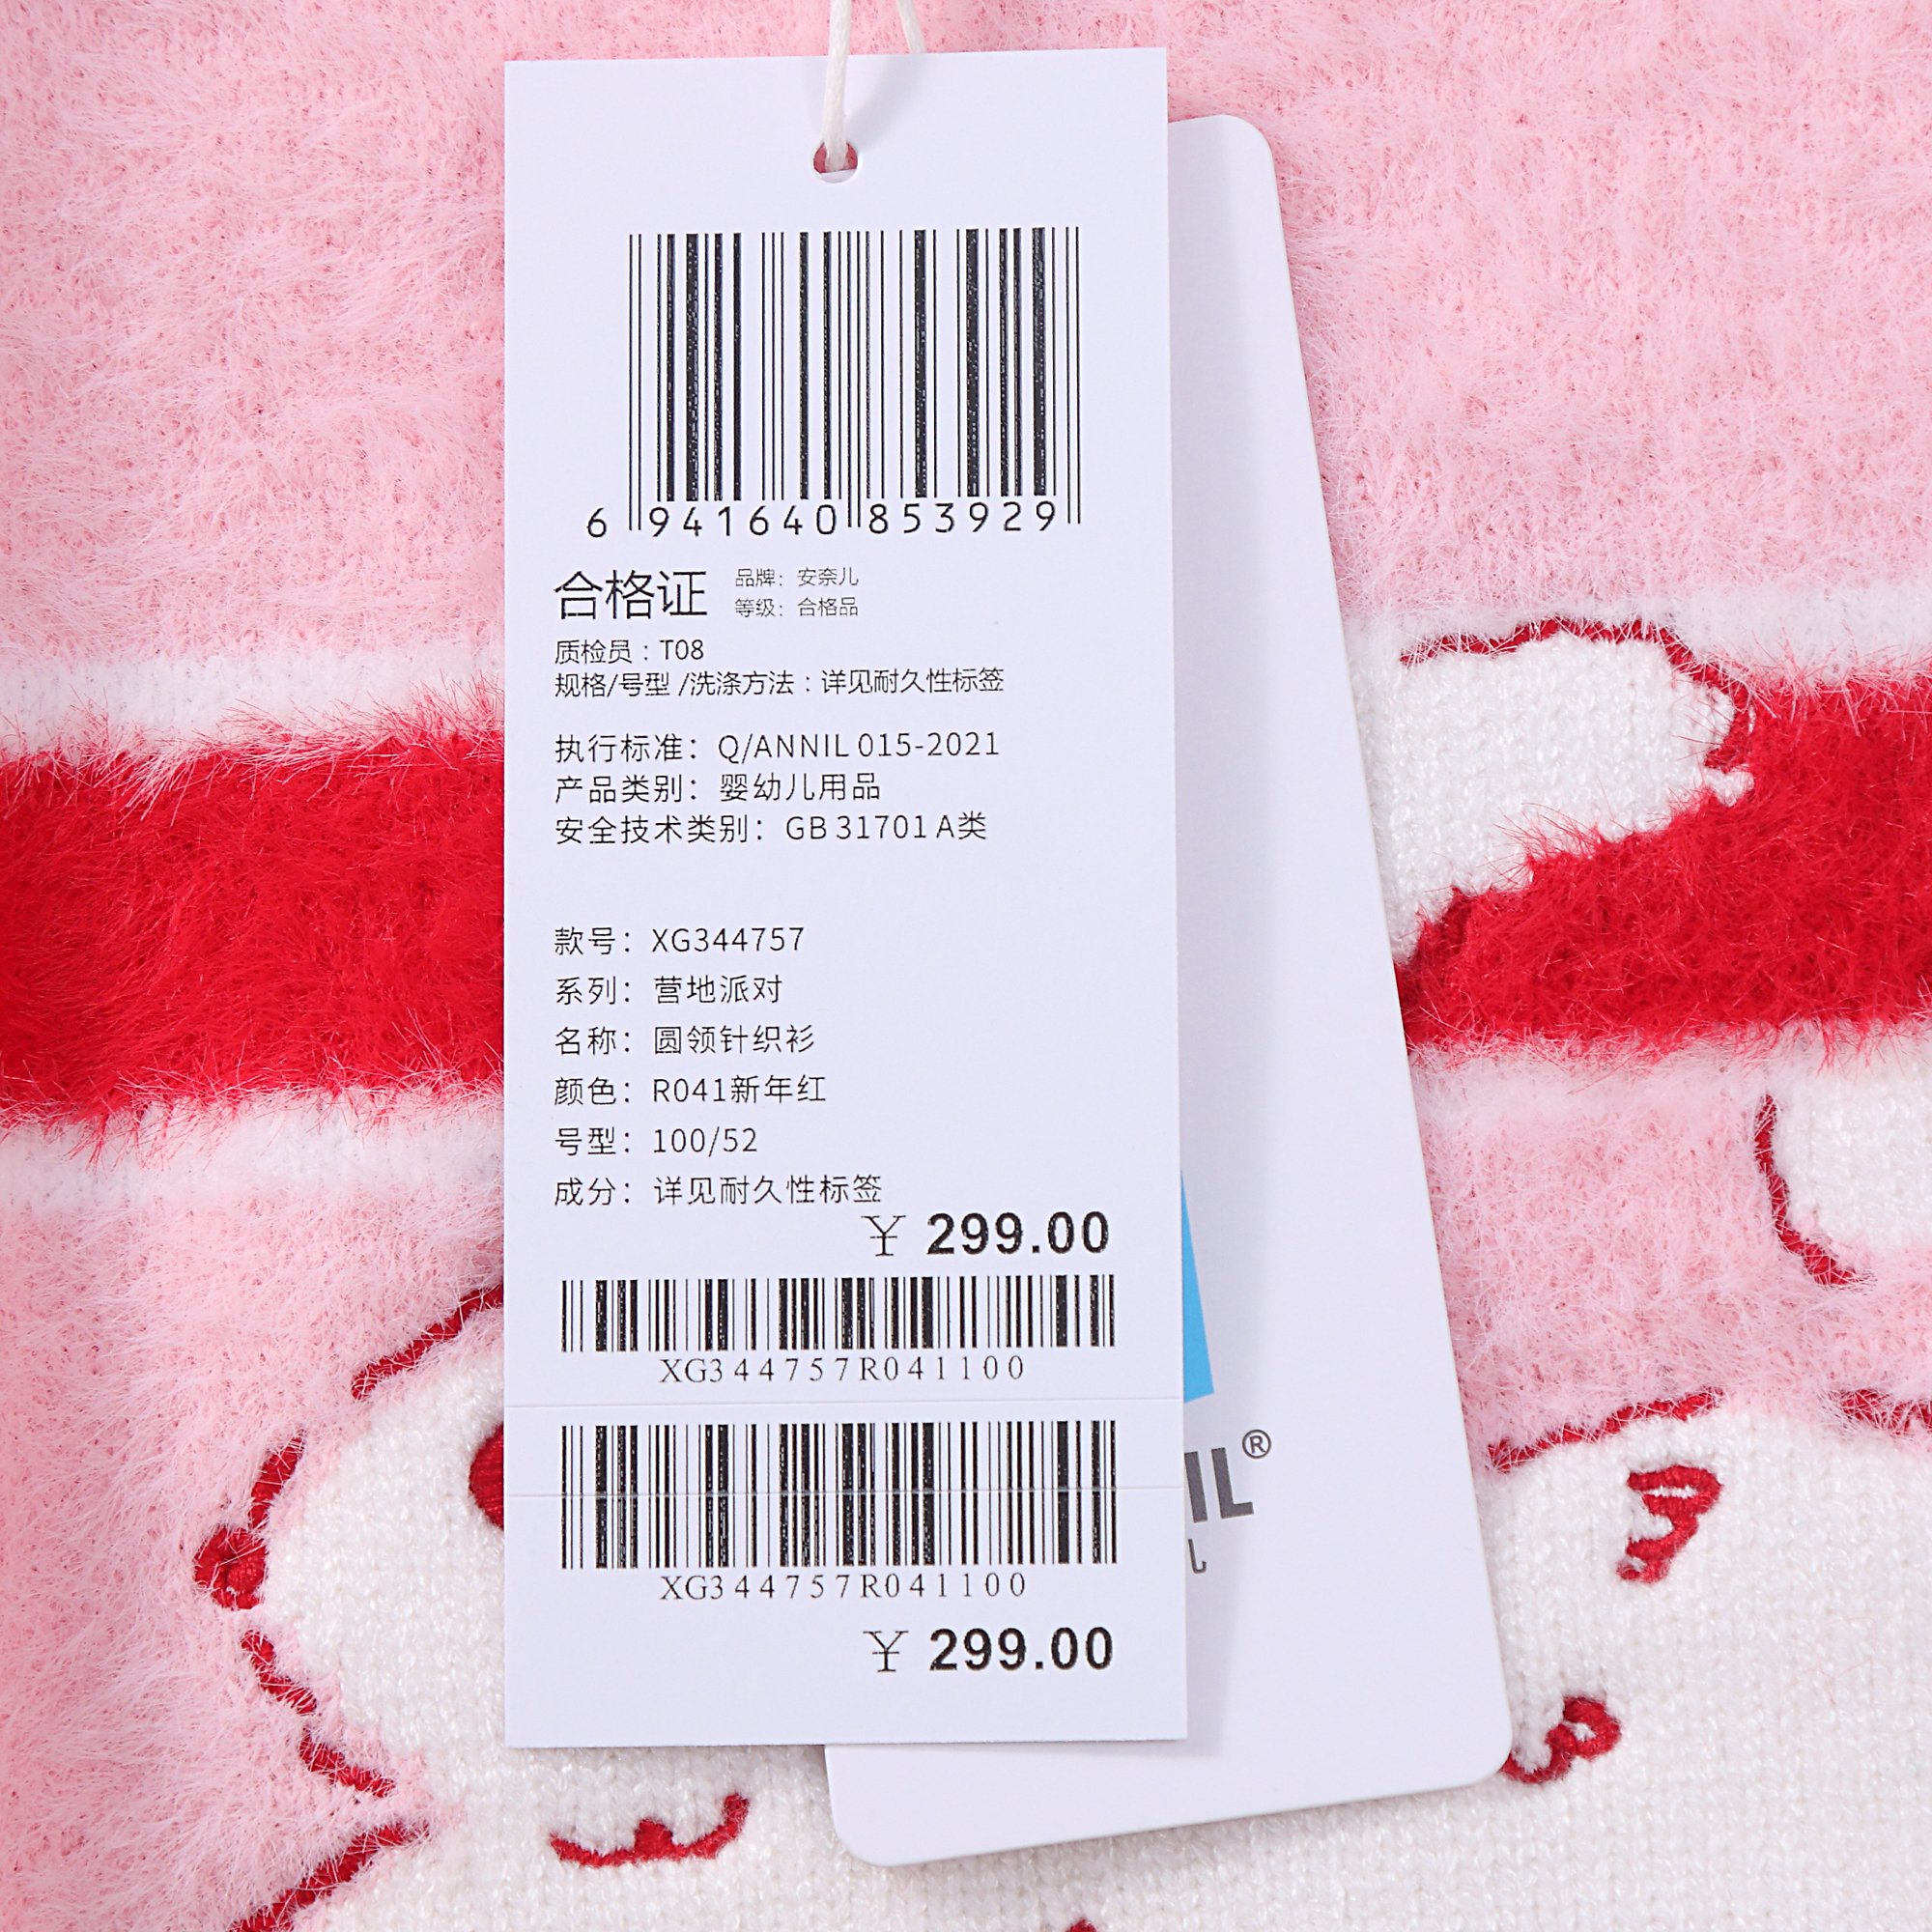 6 941640 853929
合格证
品牌：安奈儿
等级：合格品
质检员：T08
规格/号型 /洗涤方法：详见耐久性标签
执行标准：Q/ANNIL 015-2021
产品类别：婴幼儿用品
安全技术类别：GB 31701 A类
款号：XG344757
系列：营地派对
名称：圆领针织衫
颜色：R041新年红
号型：100/52
成分：详见耐久性标签
¥ 299.00
XG344757R041100
XG344757R041100
¥ 299.00
IL®